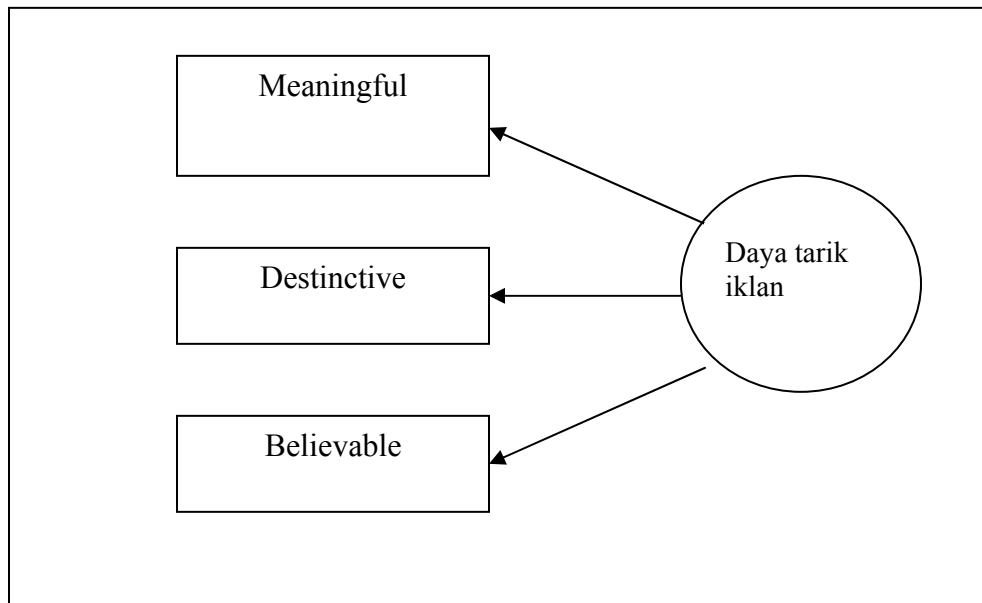 Meaningful
Destinctive
Believable
Daya tarik
iklan